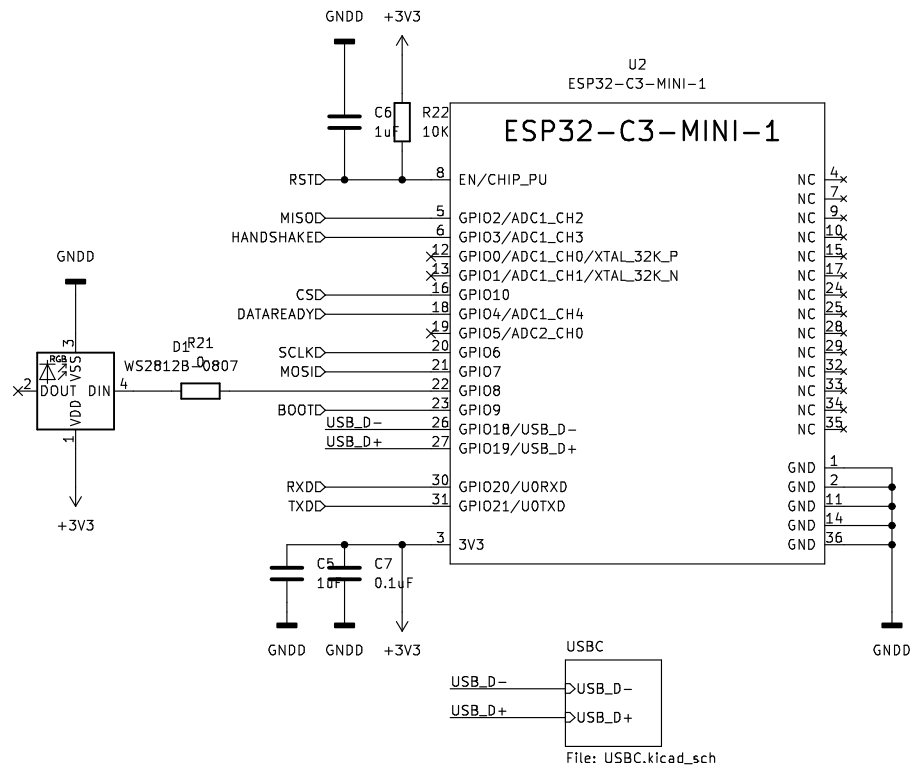 GNDD +3V3
U2
ESP32-C3-MINI-1
C6
1uF
R22
10K
ESP32-C3-MINI-1
RST 8 EN/CHIP_PU NC 4
NC 7
MISO 5 GPIO2/ADC1_CH2 NC 9
HANDSHAKE 6 GPIO3/ADC1_CH3 NC 10
12 GPIO0/ADC1_CH0/XTAL_32K_P NC 15
13 GPIO1/ADC1_CH1/XTAL_32K_N NC 17
CS 16 GPIO10 NC 24
DATAREADY 18 GPIO4/ADC1_CH4 NC 25
19 GPIO5/ADC2_CH0 NC 28
SCLK 20 GPIO6 NC 29
MOSI 21 GPIO7 NC 32
22 GPIO8 NC 33
BOOT 23 GPIO9 NC 34
USB_D- 26 GPIO18/USB_D- NC 35
USB_D+ 27 GPIO19/USB_D+
GND 1
RXD 30 GPIO20/U0RXD GND 2
TXD 31 GPIO21/U0TXD GND 11
GND 14
3 3V3 GND 36
GNDD
3
D1
WS2812B-0807
R21
0
RGB
VSS
2 DOUT DIN 4
VDD
1
+3V3
C5
1uF
C7
0.1uF
GNDD GNDD +3V3
GNDD
USBC
USB_D- USB_D-
USB_D+ USB_D+
File: USBC.kicad_sch